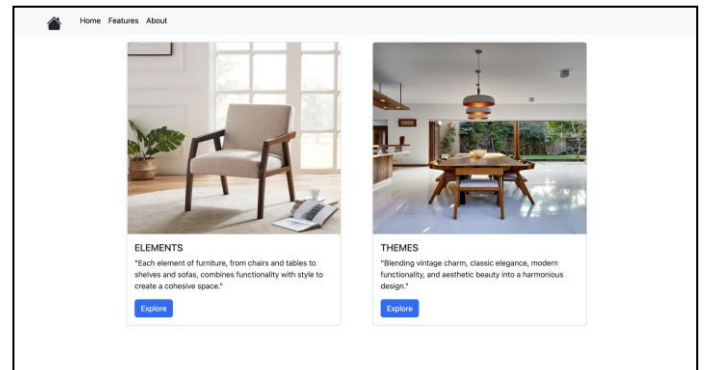 Home Features About
ELEMENTS
"Each element of furniture, from chairs and tables to
shelves and sofas, combines functionality with style to
create a cohesive space."
Explore
THEMES
"Blending vintage charm, classic elegance, modern
functionality, and aesthetic beauty into a harmonious
design."
Explore